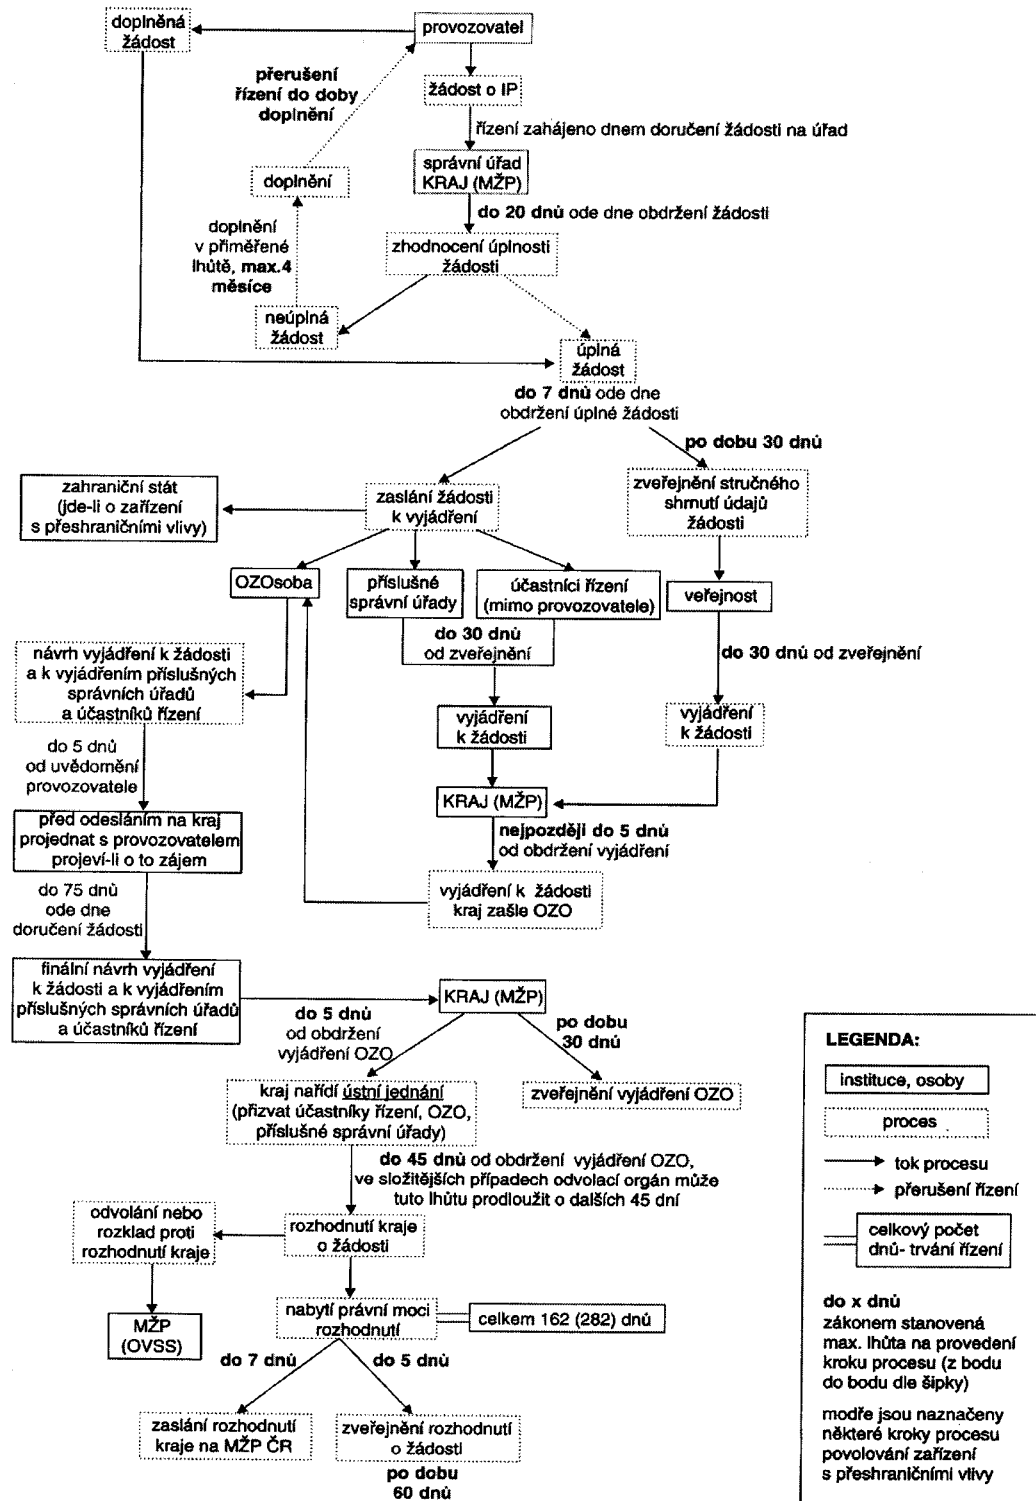 doplněná
žádost
provozovatel
přerušení
řízení do doby
doplnění
žádost o IP
řízení zahájeno dnem doručení žádosti na úřad
správní úřad
KRAJ (MŽP)
doplnění
do 20 dnů ode dne obdržení žádosti
doplnění
v přiměřené
lhůtě, max.4
měsíce
zhodnocení úplnosti
žádosti
neúplná
žádost
úplná
žádost
do 7 dnů ode dne
obdržení úplné žádosti
po dobu 30 dnů
zahraniční stát
(jde-li o zařízení
s přeshraničními vlivy)
zaslání žádosti
k vyjádření
zveřejnění stručného
shrnutí údajů
žádosti
OZOsoba
příslušné
správní úřady
účastníci řízení
(mimo provozovatele)
veřejnost
do 30 dnů
od zveřejnění
do 30 dnů od zveřejnění
návrh vyjádření k žádosti
a k vyjádřením příslušných
správních úřadů
a účastníků řízení
vyjádření
k žádosti
vyjádření
k žádosti
do 5 dnů
od uvědomění
provozovatele
KRAJ (MŽP)
před odesláním na kraj
projednat s provozovatelem
projeví-li o to zájem
nejpozději do 5 dnů
od obdržení vyjádření
do 75 dnů
ode dne
doručení žádosti
vyjádření k žádosti
kraj zašle OZO
finální návrh vyjádření
k žádosti a k vyjádřením
příslušných správních úřadů
a účastníků řízení
KRAJ (MŽP)
do 5 dnů
od obdržení
vyjádření OZO
po dobu
30 dnů
kraj nařídí ústní jednání
(přizvat účastníky řízení, OZO,
příslušné správní úřady)
zveřejnění vyjádření OZO
do 45 dnů od obdržení vyjádření OZO,
ve složitějších případech odvolací orgán může
tuto lhůtu prodloužit o dalších 45 dní
odvolání nebo
rozklad proti
rozhodnutí kraje
rozhodnutí kraje
o žádosti
MŽP
(OVSS)
nabytí právní moci
rozhodnutí
celkem 162 (282) dnů
do 7 dnů
do 5 dnů
zaslání rozhodnutí
kraje na MŽP ČR
zveřejnění rozhodnutí
o žádosti
po dobu
60 dnů
LEGENDA:
instituce, osoby
proces
tok procesu
přerušení řízení
celkový počet
dnů- trvání řízení
do x dnů
zákonem stanovená
max. lhůta na provedení
kroku procesu (z bodu
do bodu dle šipky)
modře jsou naznačeny
některé kroky procesu
povolování zařízení
s přeshraničními vlivy